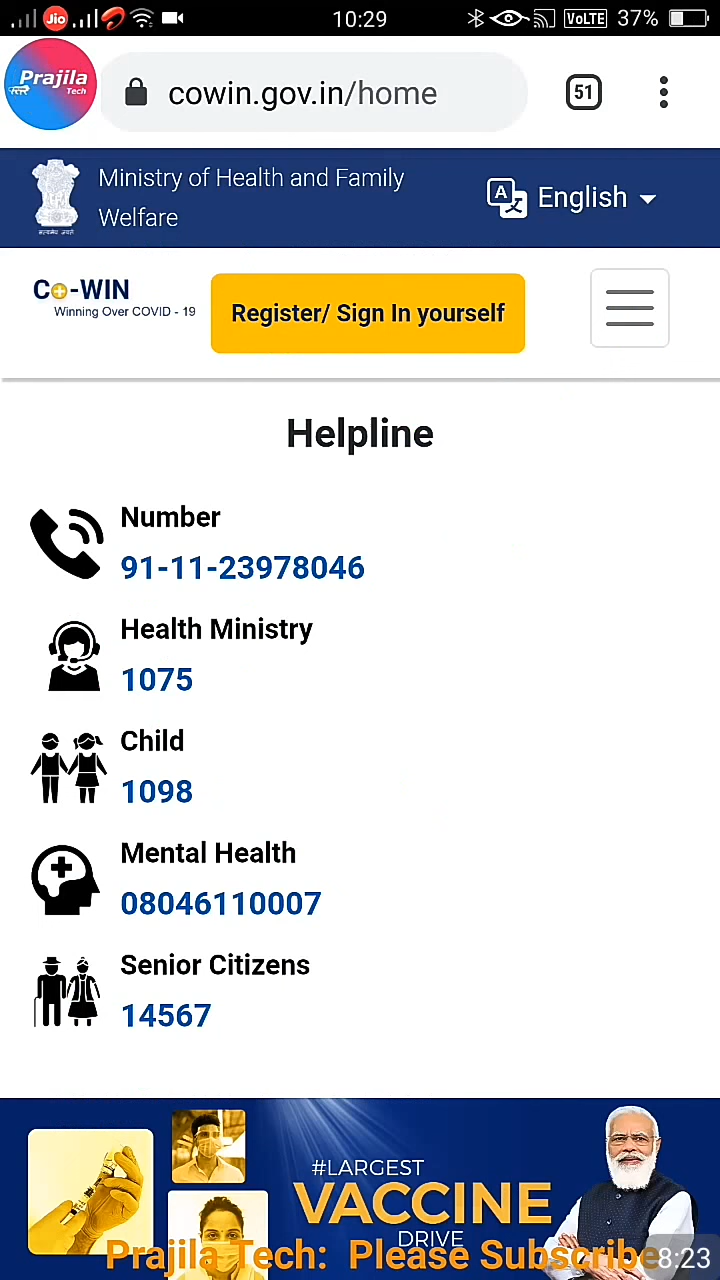 Jio
10:29
VoLTE
37%
Prajila
Tech
cowin.gov.in/home
51
Ministry of Health and Family
Welfare
A
English
Co-WIN
Winning Over COVID - 19
Register/ Sign In yourself
Helpline
Number
91-11-23978046
Health Ministry
1075
Child
1098
Mental Health
08046110007
Senior Citizens
14567
#LARGEST
VACCINE
DRIVE
Prajila Tech: Please Subscribe
8:23